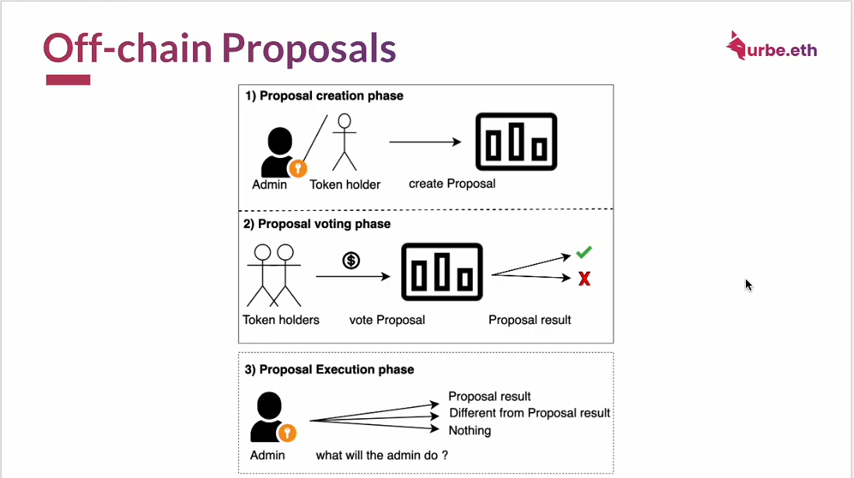 Off-chain Proposals
urbe.eth
1) Proposal creation phase
Admin
Token holder
create Proposal
2) Proposal voting phase
$
X
Token holders
vote Proposal
Proposal result
3) Proposal Execution phase
Proposal result
Different from Proposal result
Nothing
Admin
what will the admin do ?